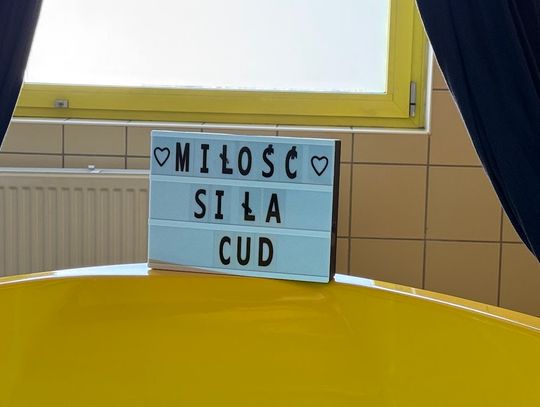 ♡ MIŁOŚĆ ♡
SIŁA
CUD